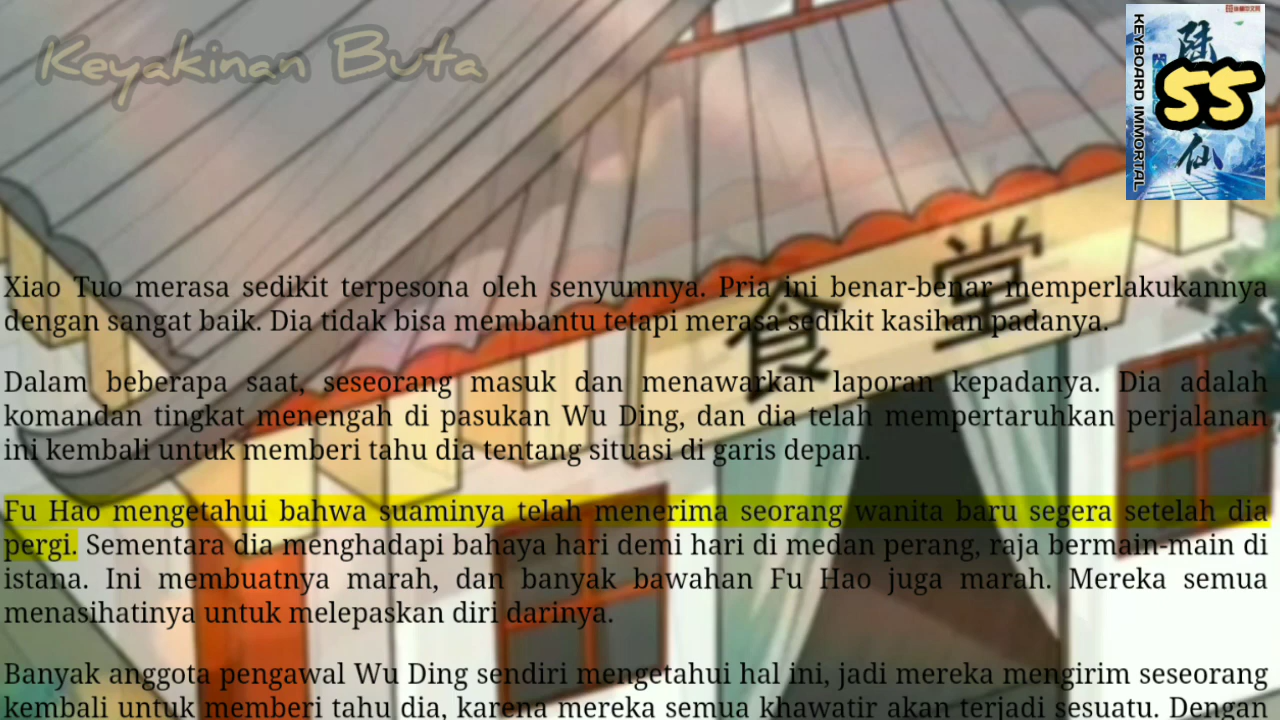 Keyakinan Buta
陆
仙
55
KEYBOARD IMMORTAL
食堂
Xiao Tuo merasa sedikit terpesona oleh senyumnya. Pria ini benar-benar memperlakukannya
dengan sangat baik. Dia tidak bisa membantu tetapi merasa sedikit kasihan padanya.
Dalam beberapa saat, seseorang masuk dan menawarkan laporan kepadanya. Dia adalah
komandan tingkat menengah di pasukan Wu Ding, dan dia telah mempertaruhkan perjalanan
ini kembali untuk memberi tahu dia tentang situasi di garis depan.
Fu Hao mengetahui bahwa suaminya telah menerima seorang wanita baru segera setelah dia
pergi. Sementara dia menghadapi bahaya hari demi hari di medan perang, raja bermain-main di
istana. Ini membuatnya marah, dan banyak bawahan Fu Hao juga marah. Mereka semua
menasihatinya untuk melepaskan diri darinya.
Banyak anggota pengawal Wu Ding sendiri mengetahui hal ini, jadi mereka mengirim seseorang
kembali untuk memberi tahu dia, karena mereka semua khawatir akan terjadi sesuatu. Dengan